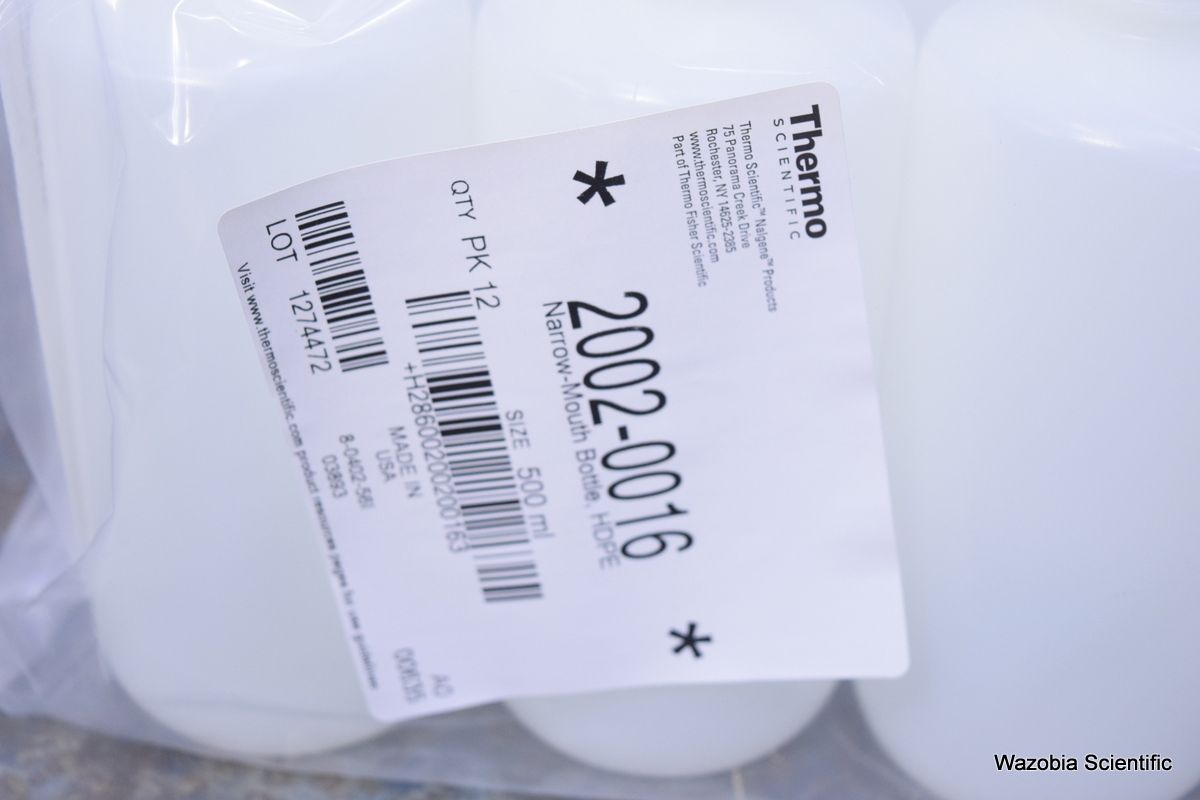 Thermo
SCIENTIFIC
Thermo Scientific™ Nalgene™ Products
75 Panorama Creek Drive
Rochester, NY 14625-2385
www.thermoscientific.com
Part of Thermo Fisher Scientific
* 2002-0016 *
Narrow-Mouth Bottle, HDPE
QTY PK 12
SIZE 500 ml
+H28600200200163
LOT 1274472
MADE IN
USA
8-0402-56I
03893
A0
Visit www.thermoscientific.com product resources pages for use guidelines
Wazobia Scientific